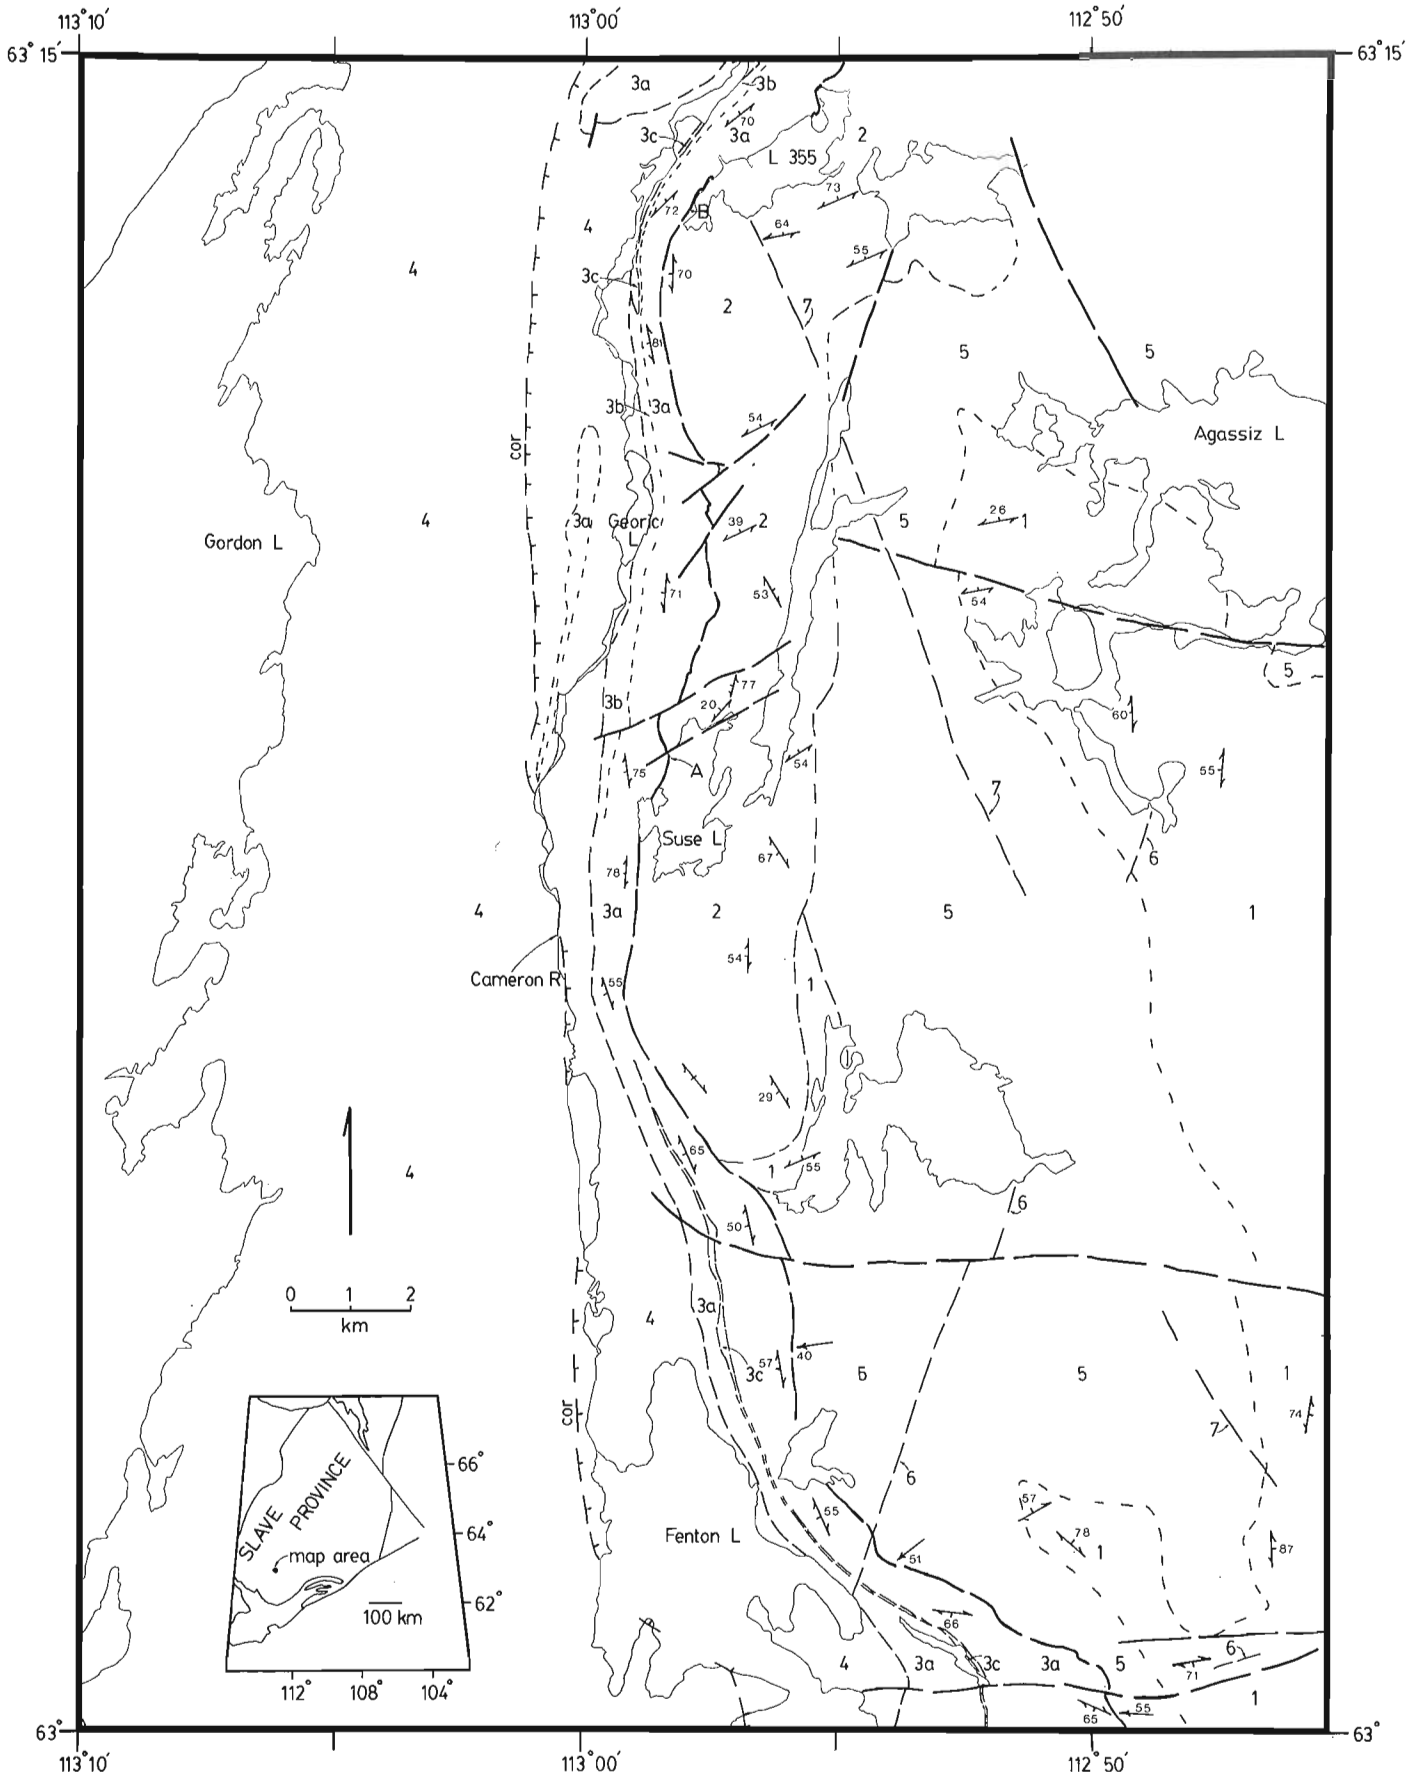 113°10′ 113°00′ 112°50′
63°15′ 63°15′
3a 3b
70
3c 3a 2
L 355
73
72 B
64
4
55
4 3c 70
2 7
81
5 5
3b 3a
54
Agassiz L
cor
26
4 3a Georic 39 2 5 1
L
Gordon L
71 53 54
5
77
3b 20 60
75 A 54 55
7
Suse L
67 6
78
4 3a 2 5 1
54
Cameron R 55 1
29
65
4 1 55
6
50
0 1 2
km
3a
4
40
3c 57 5 5 1
cor 74
7
66°
SLAVE PROVINCE
6
57
55
64° Fenton L 78
1 87
map area 51
62°
100 km 66
6
4 3a 3c 3a 5
71
112° 108° 104° 1
65 55
63° 63°
113°10′ 113°00′ 112°50′